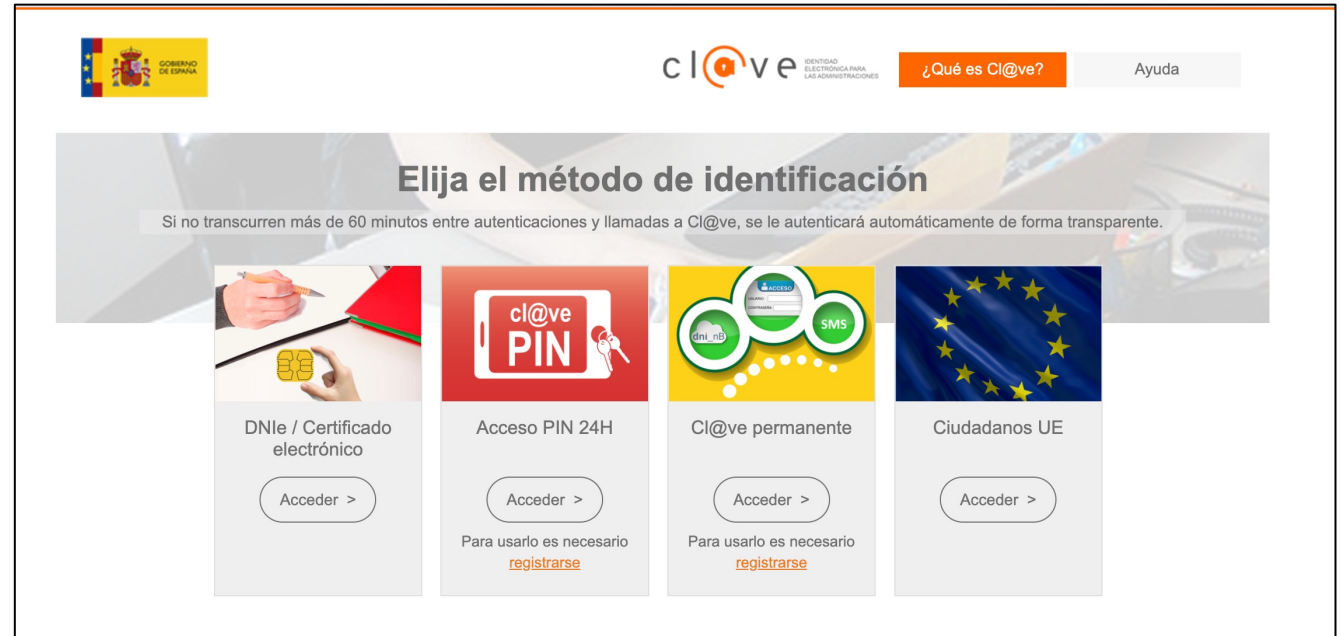 GOBIERNO
DE ESPAÑA
cl@ve
IDENTIDAD
ELECTRÓNICA PARA
LAS ADMINISTRACIONES
¿Qué es Cl@ve?
Ayuda
Elija el método de identificación
Si no transcurren más de 60 minutos entre autenticaciones y llamadas a Cl@ve, se le autenticará automáticamente de forma transparente.
cl@ve
PIN
ACCESO
USUARIO
CONTRASEÑA
dni_nB
SMS
DNIe / Certificado
electrónico
Acceder >
Acceso PIN 24H
Acceder >
Para usarlo es necesario
registrarse
Cl@ve permanente
Acceder >
Para usarlo es necesario
registrarse
Ciudadanos UE
Acceder >